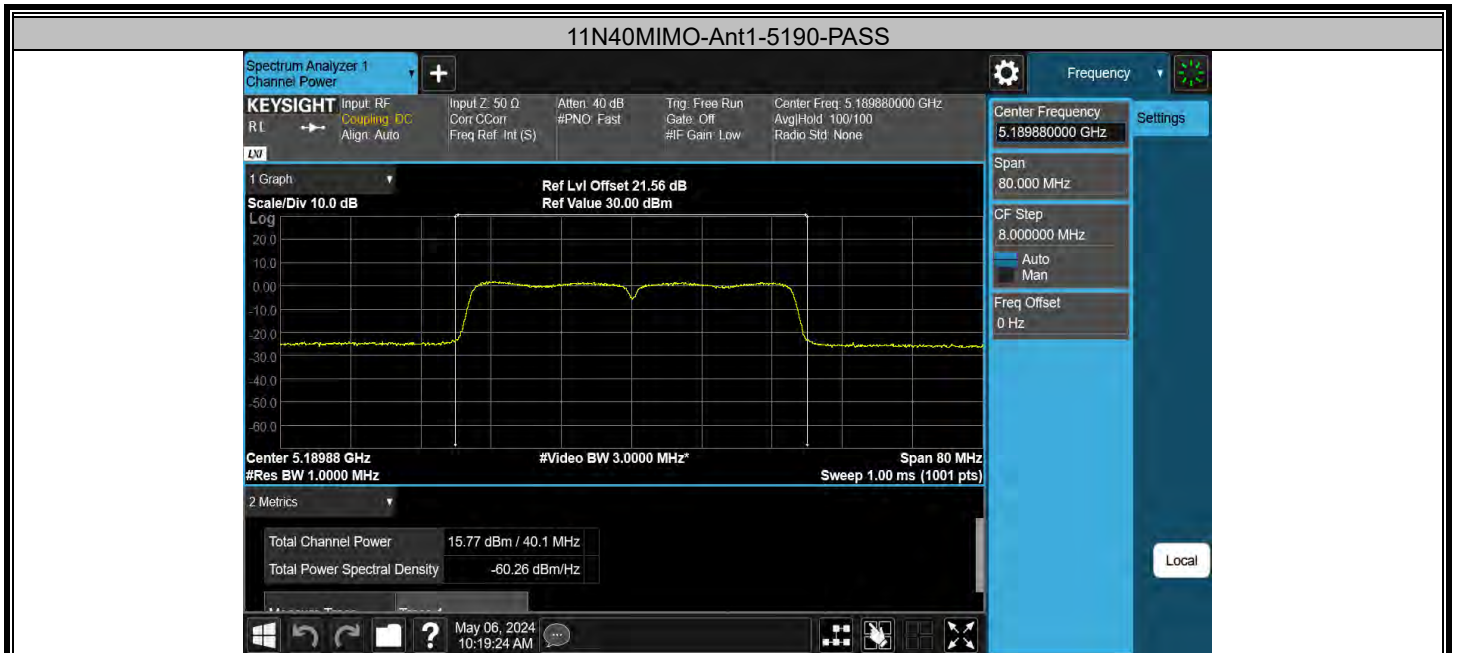 11N40MIMO-Ant1-5190-PASS
Spectrum Analyzer 1
Channel Power
+
Frequency
KEYSIGHT
RL
LXI
Input: RF
Coupling: DC
Align: Auto
Input Z: 50 Ω
Corr CCorr
Freq Ref: Int (S)
Atten: 40 dB
#PNO: Fast
Trig: Free Run
Gate: Off
#IF Gain: Low
Center Freq: 5.189880000 GHz
Avg|Hold: 100/100
Radio Std: None
Center Frequency
5.189880000 GHz
Settings
Span
80.000 MHz
CF Step
8.000000 MHz
Auto
Man
Freq Offset
0 Hz
1 Graph
Scale/Div 10.0 dB
Ref Lvl Offset 21.56 dB
Ref Value 30.00 dBm
Log
20.0
10.0
0.00
-10.0
-20.0
-30.0
-40.0
-50.0
-60.0
Center 5.18988 GHz
#Video BW 3.0000 MHz*
Span 80 MHz
#Res BW 1.0000 MHz
Sweep 1.00 ms (1001 pts)
2 Metrics
Total Channel Power 15.77 dBm / 40.1 MHz
Total Power Spectral Density -60.26 dBm/Hz
Local
?
May 06, 2024
10:19:24 AM